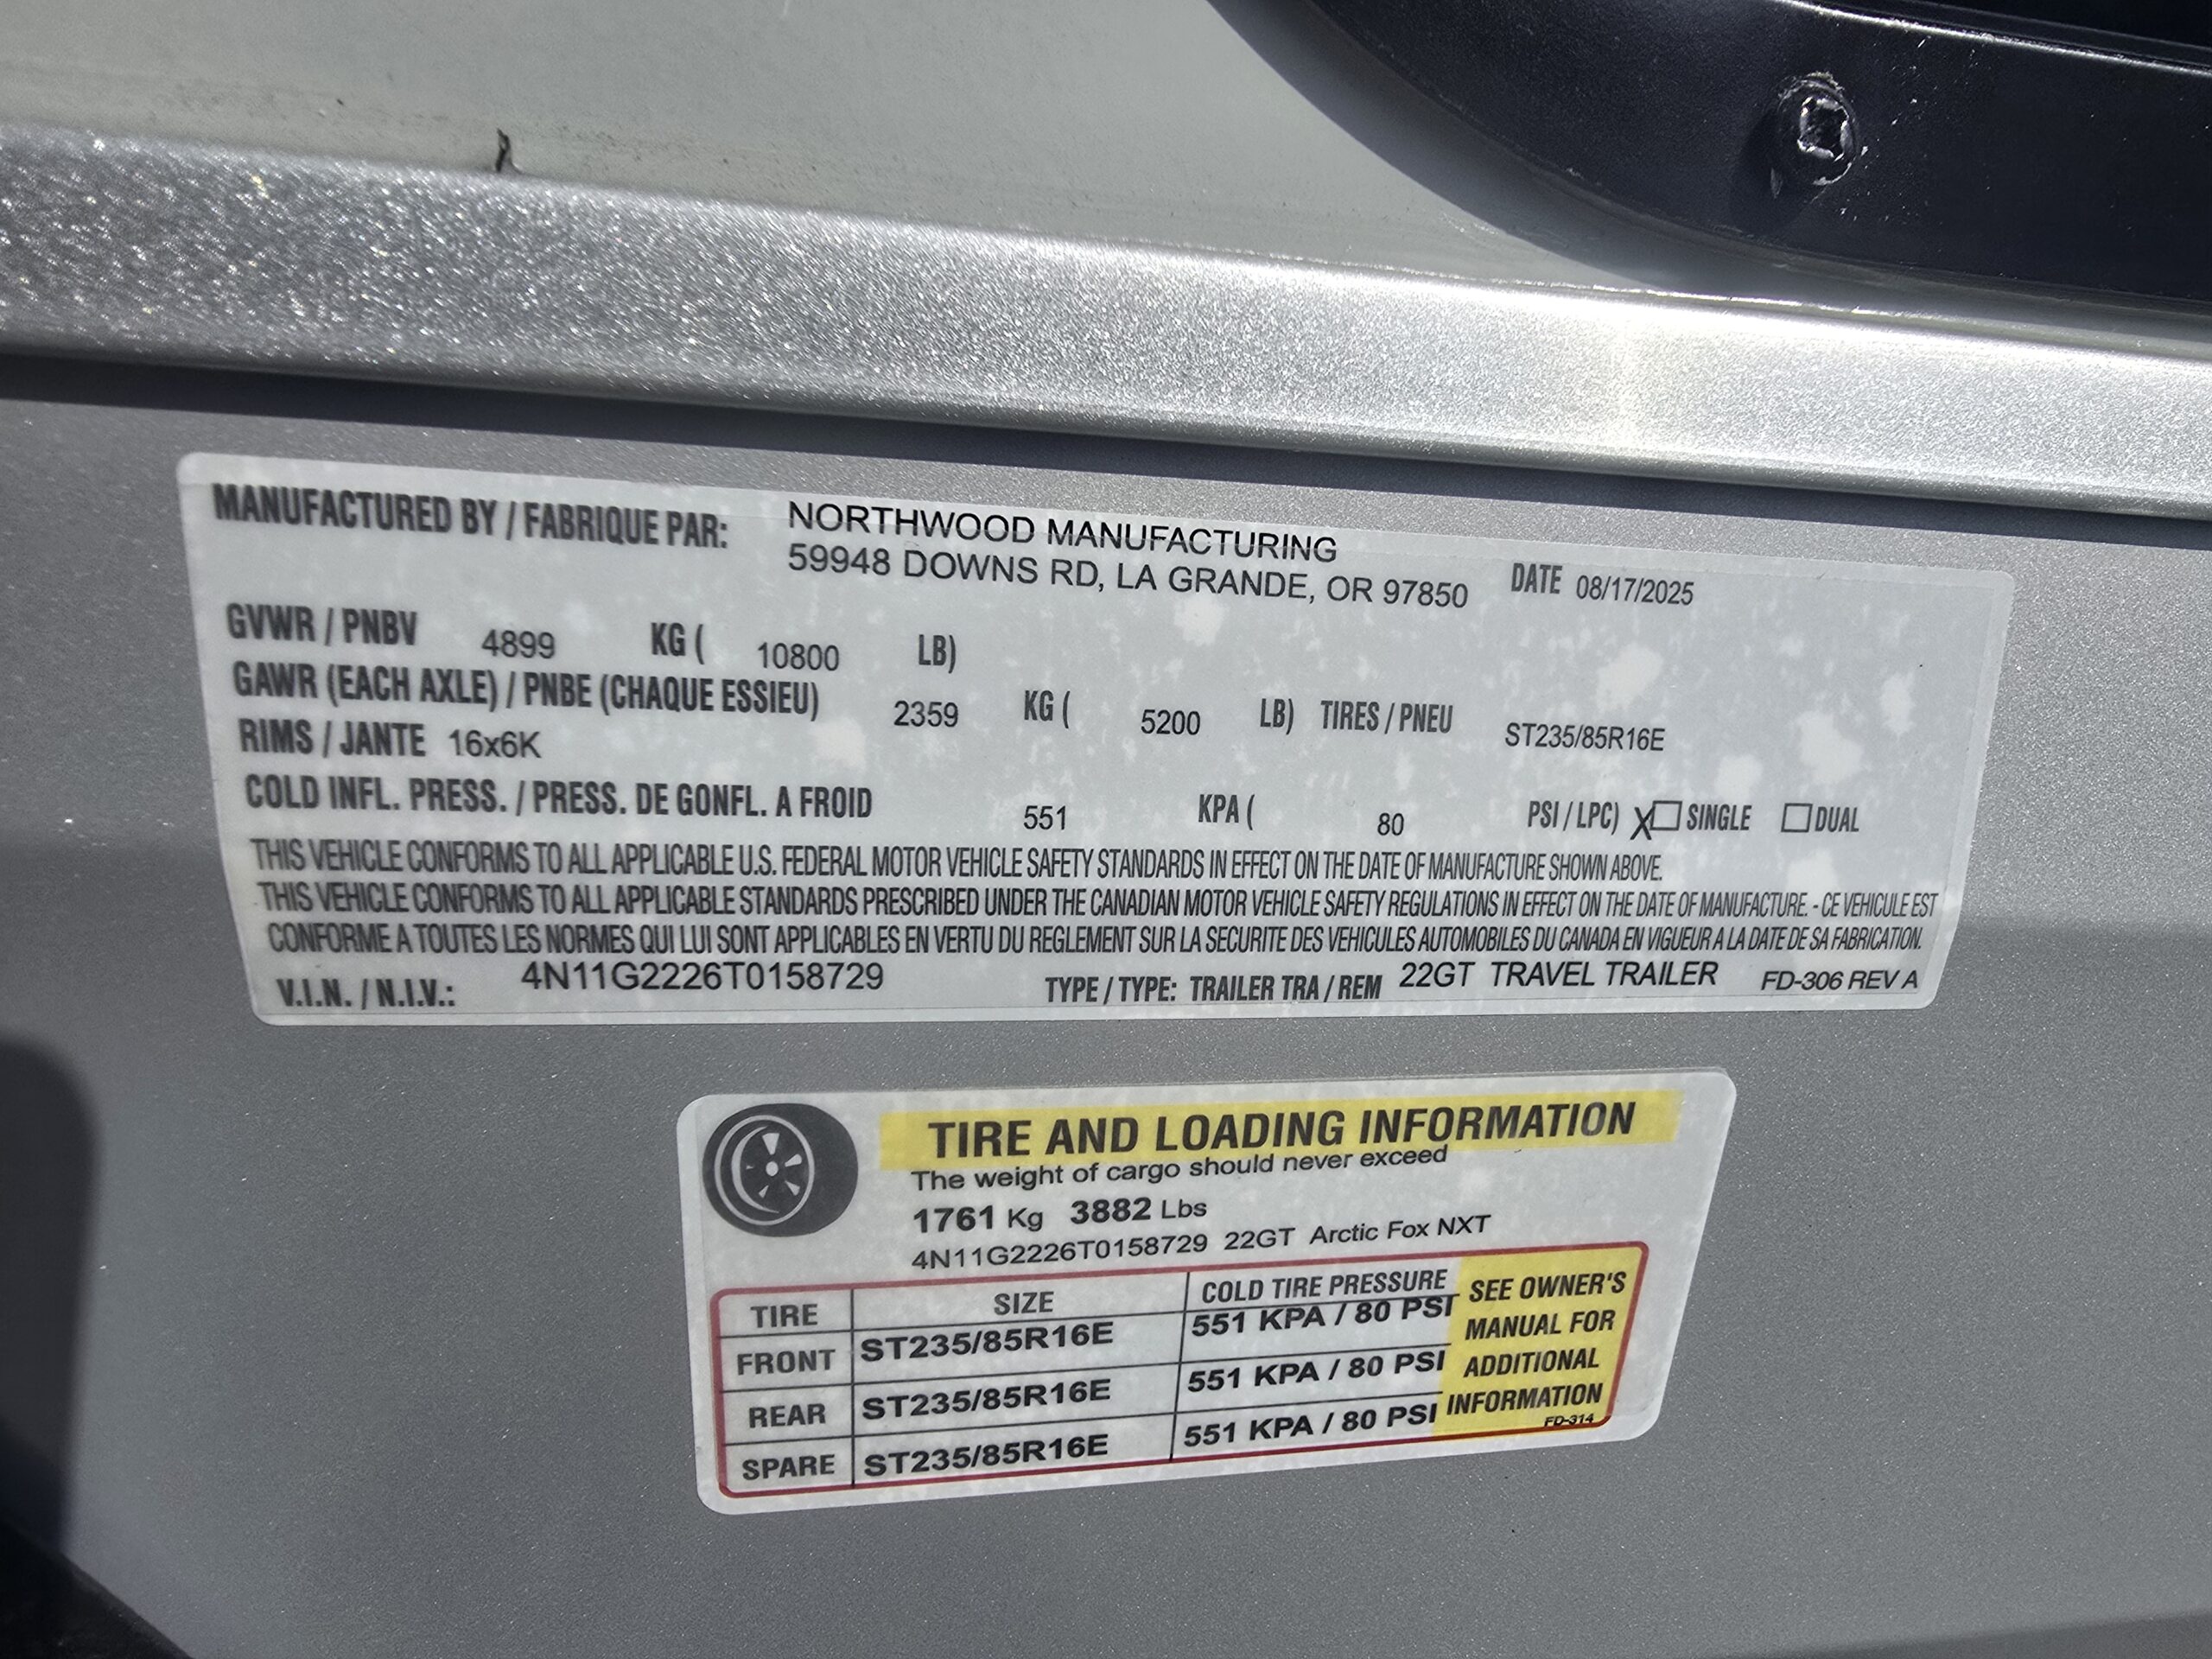 MANUFACTURED BY / FABRIQUE PAR: NORTHWOOD MANUFACTURING
59948 DOWNS RD, LA GRANDE, OR 97850 DATE 08/17/2025
GVWR / PNBV 4899 KG ( 10800 LB)
GAWR (EACH AXLE) / PNBE (CHAQUE ESSIEU) 2359 KG ( 5200 LB) TIRES / PNEU ST235/85R16E
RIMS / JANTE 16x6K
COLD INFL. PRESS. / PRESS. DE GONFL. A FROID 551 KPA ( 80 PSI / LPC) X☐ SINGLE ☐ DUAL
THIS VEHICLE CONFORMS TO ALL APPLICABLE U.S. FEDERAL MOTOR VEHICLE SAFETY STANDARDS IN EFFECT ON THE DATE OF MANUFACTURE SHOWN ABOVE.
THIS VEHICLE CONFORMS TO ALL APPLICABLE STANDARDS PRESCRIBED UNDER THE CANADIAN MOTOR VEHICLE SAFETY REGULATIONS IN EFFECT ON THE DATE OF MANUFACTURE. - CE VEHICULE EST
CONFORME A TOUTES LES NORMES QUI LUI SONT APPLICABLES EN VERTU DU REGLEMENT SUR LA SECURITE DES VEHICULES AUTOMOBILES DU CANADA EN VIGUEUR A LA DATE DE SA FABRICATION.
V.I.N. / N.I.V.: 4N11G2226T0158729 TYPE / TYPE: TRAILER TRA / REM 22GT TRAVEL TRAILER FD-306 REV A
TIRE AND LOADING INFORMATION
The weight of cargo should never exceed
1761 Kg 3882 Lbs
4N11G2226T0158729 22GT Arctic Fox NXT
TIRE SIZE COLD TIRE PRESSURE
FRONT ST235/85R16E 551 KPA / 80 PSI
REAR ST235/85R16E 551 KPA / 80 PSI
SPARE ST235/85R16E 551 KPA / 80 PSI
SEE OWNER'S
MANUAL FOR
ADDITIONAL
INFORMATION
FD-314